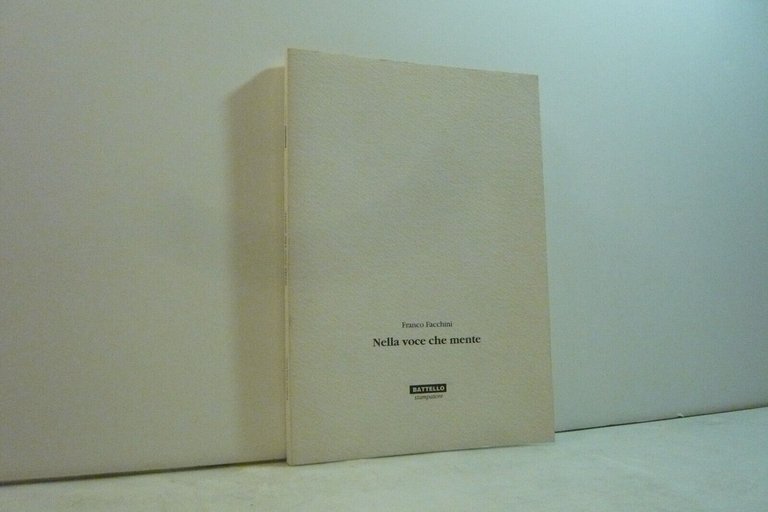 Franco Facchini
Nella voce che mente
BATTELLO
stampatore